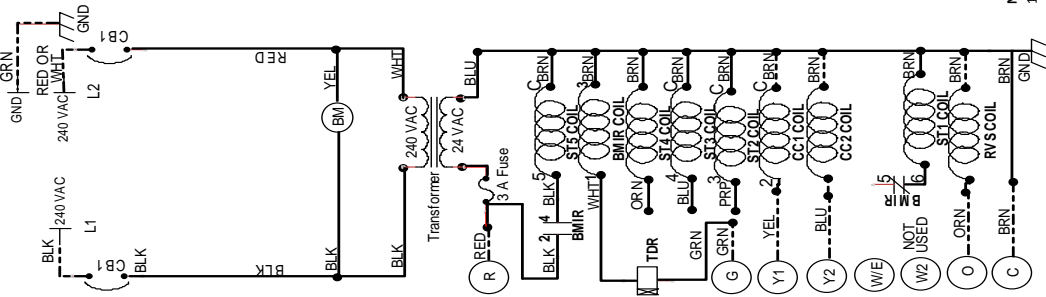 GRN
GND
GND
RED OR
WHT
240 VAC
L2
CB1
RED
240 VAC
BLK
L1
CB1
BLK
BLK
YEL
BM
BLK
WHT
BLK
240 VAC
24 VAC
Transformer
BLU
3 A Fuse
RED
R
BLK 2 4 BLK 5
BMIR
C BRN
ST5 COIL
WHT 1
3 BRN
BMIR COIL
ORN
BRN
ST4 COIL
BLU
C BRN
ST3 COIL
PRP 3
C BRN
ST2 COIL
TDR
GRN
GRN
G
YEL 2
C BRN
CC1 COIL
Y1
BLU
BRN
CC2 COIL
Y2
W/E
NOT
USED
W2
5
6
BMIR
BRN
ST1 COIL
ORN
BRN
RVS COIL
O
BRN
BRN
C
GND
N
1